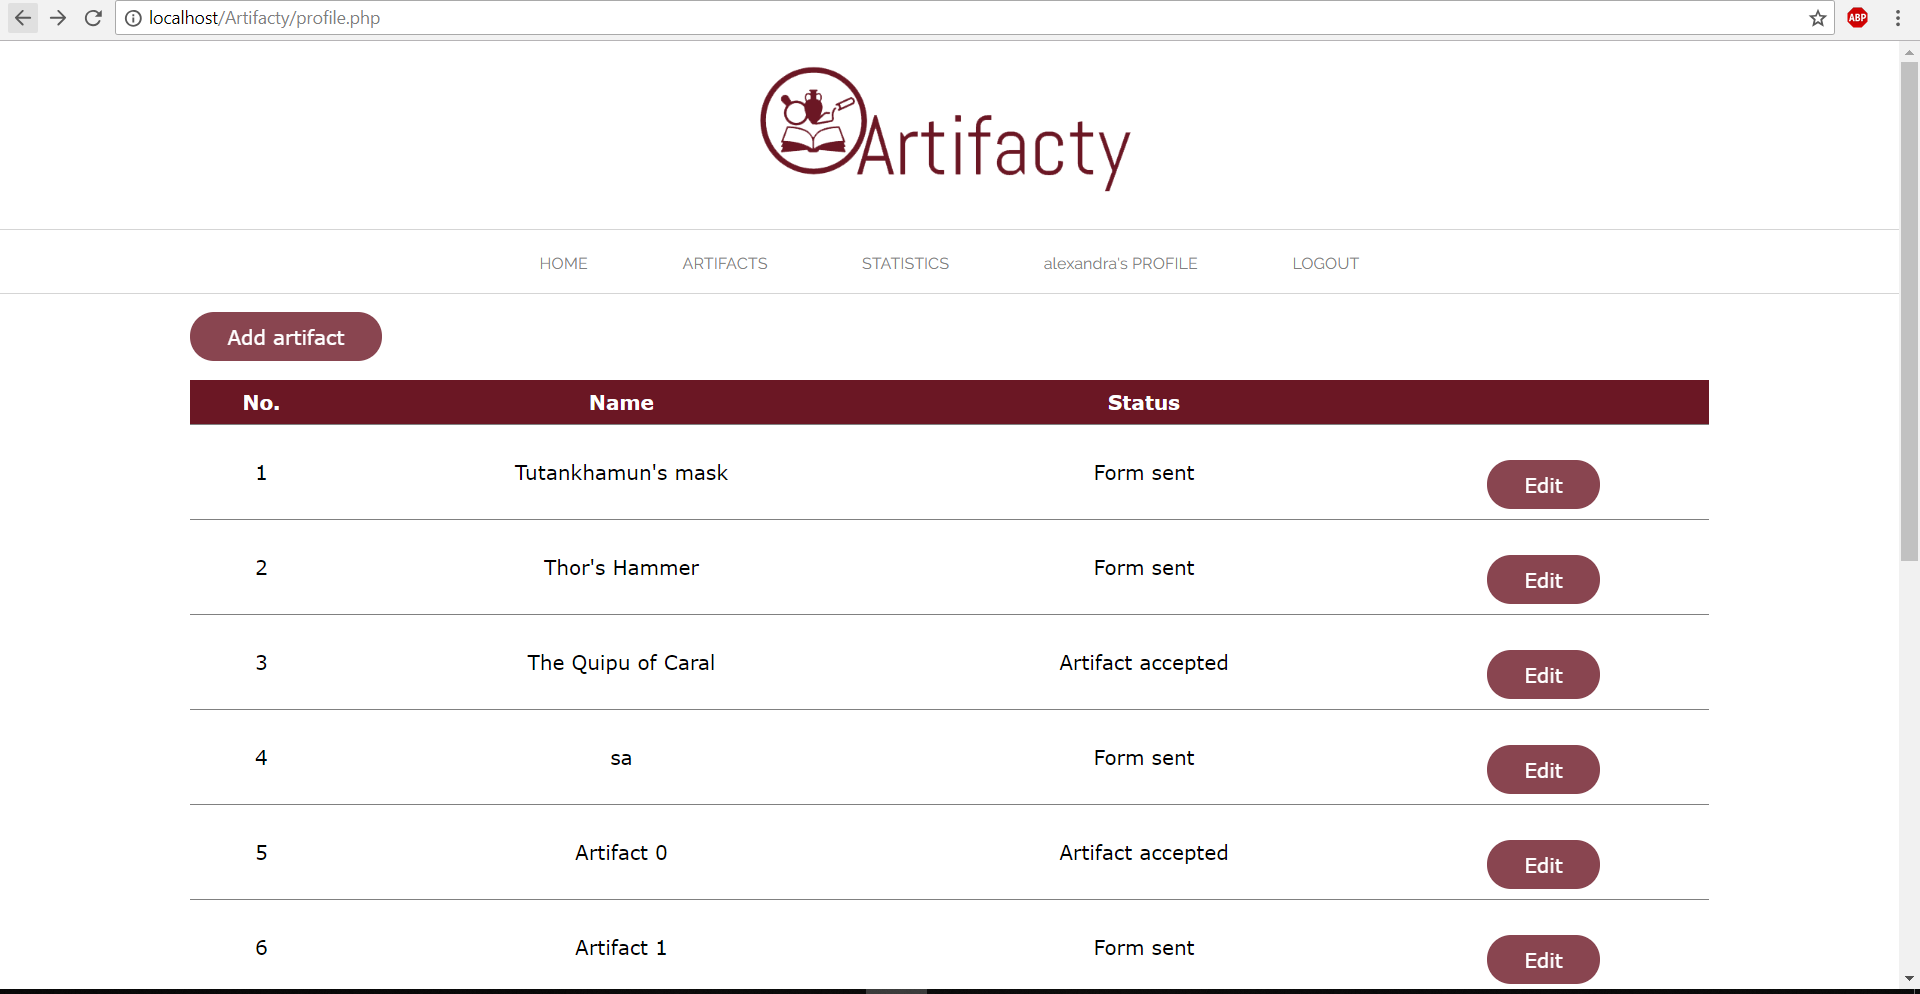 localhost/Artifacty/profile.php
ABP
Artifacty
HOME ARTIFACTS STATISTICS alexandra's PROFILE LOGOUT
Add artifact
No. Name Status
1 Tutankhamun's mask Form sent Edit
2 Thor's Hammer Form sent Edit
3 The Quipu of Caral Artifact accepted Edit
4 sa Form sent Edit
5 Artifact 0 Artifact accepted Edit
6 Artifact 1 Form sent Edit